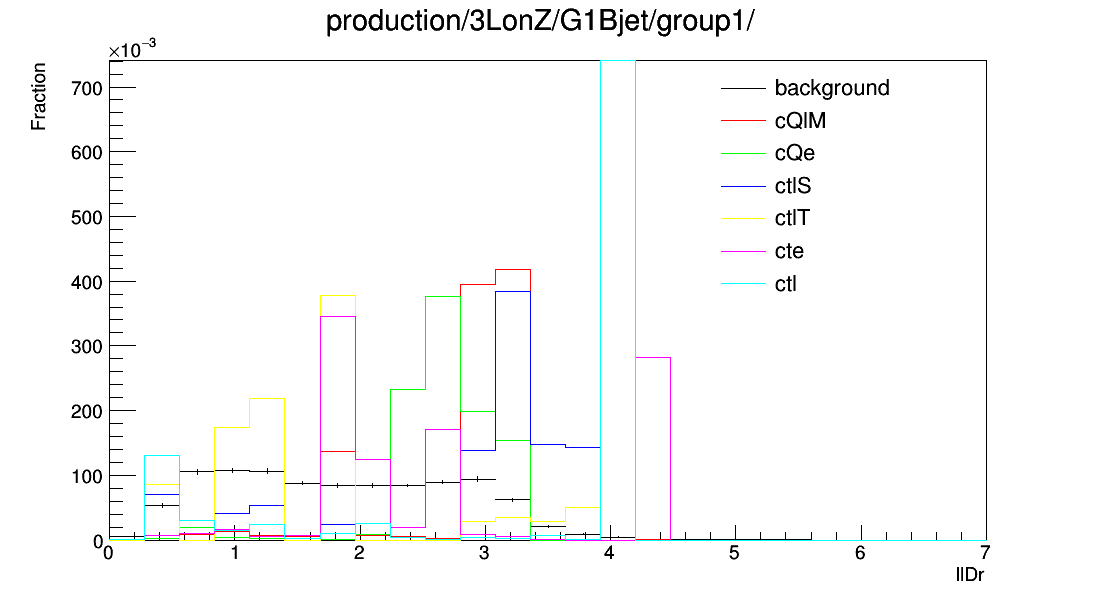 production/3LonZ/G1Bjet/group1/
×10⁻³
Fraction
700
600
500
400
300
200
100
0
background
cQlM
cQe
ctlS
ctlT
cte
ctl
0 1 2 3 4 5 6 7
llDr